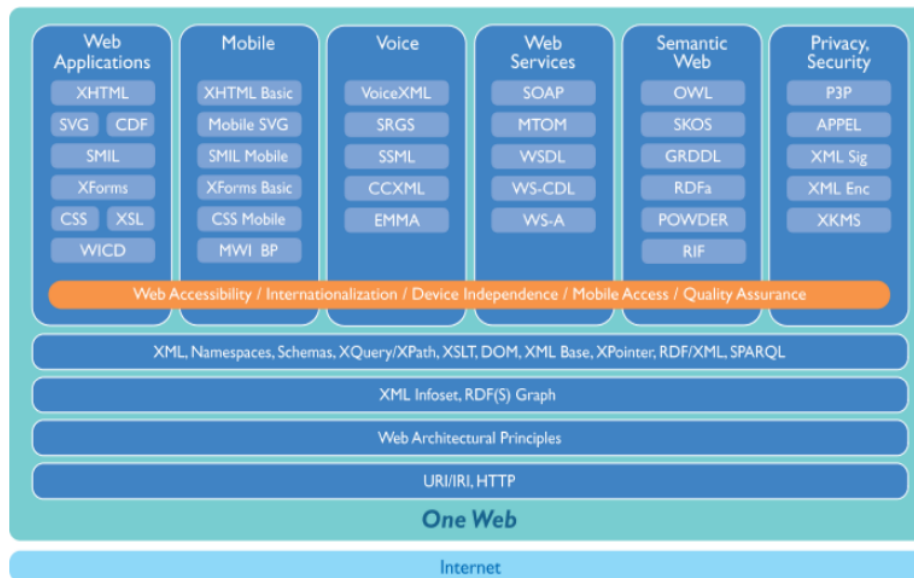 Web
Applications
XHTML
SVG CDF
SMIL
XForms
CSS XSL
WICD
Mobile
XHTML Basic
Mobile SVG
SMIL Mobile
XForms Basic
CSS Mobile
MWI BP
Voice
VoiceXML
SRGS
SSML
CCXML
EMMA
Web
Services
SOAP
MTOM
WSDL
WS-CDL
WS-A
Semantic
Web
OWL
SKOS
GRDDL
RDFa
POWDER
RIF
Privacy,
Security
P3P
APPEL
XML Sig
XML Enc
XKMS
Web Accessibility / Internationalization / Device Independence / Mobile Access / Quality Assurance
XML, Namespaces, Schemas, XQuery/XPath, XSLT, DOM, XML Base, XPointer, RDF/XML, SPARQL
XML Infoset, RDF(S) Graph
Web Architectural Principles
URI/IRI, HTTP
One Web
Internet